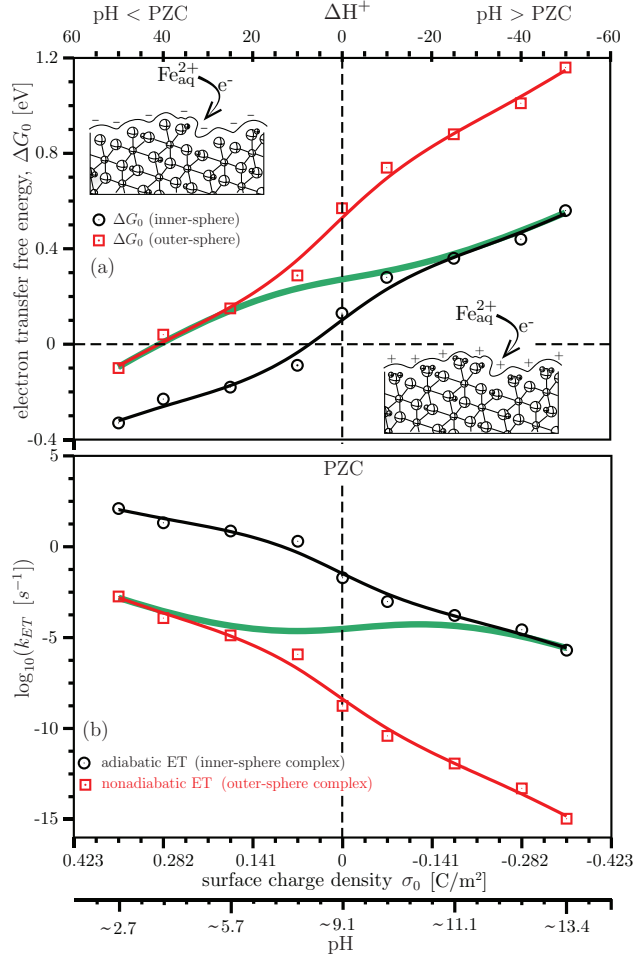 pH < PZC ΔH⁺ pH > PZC
60 40 20 0 -20 -40 -60
1.2
0.8
0.4
0
-0.4
electron transfer free energy, ΔG₀ [eV]
Fe²⁺aq
e⁻
− − − − − −
ΔG₀ (inner-sphere)
ΔG₀ (outer-sphere)
(a)
Fe²⁺aq
e⁻
+ + + + + +
PZC
5
0
-5
-10
-15
log₁₀(k_ET [s⁻¹])
(b)
adiabatic ET (inner-sphere complex)
nonadiabatic ET (outer-sphere complex)
0.423 0.282 0.141 0 -0.141 -0.282 -0.423
surface charge density σ₀ [C/m²]
~2.7 ~5.7 ~9.1 ~11.1 ~13.4
pH